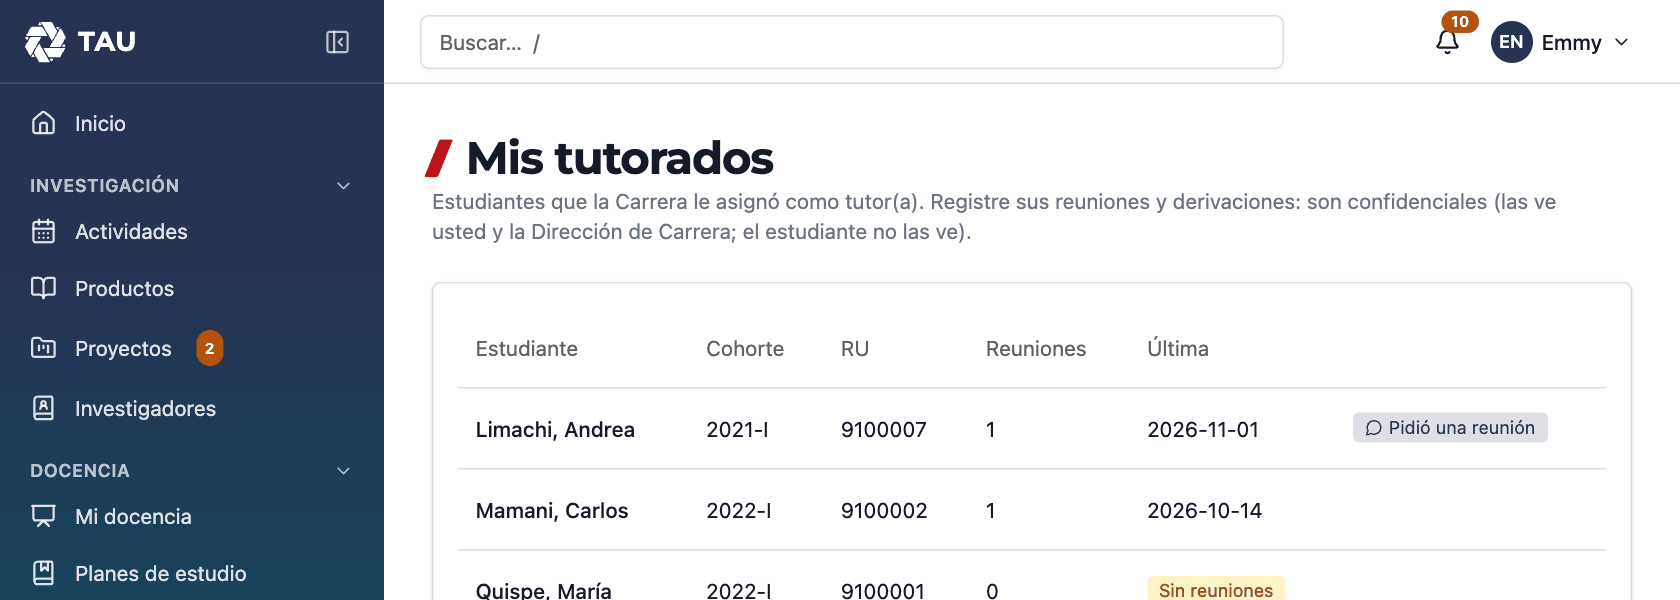 TAU
Buscar... /
10
EN
Emmy
Inicio
INVESTIGACIÓN
Actividades
Productos
Proyectos 2
Investigadores
DOCENCIA
Mi docencia
Planes de estudio
Mis tutorados
Estudiantes que la Carrera le asignó como tutor(a). Registre sus reuniones y derivaciones: son confidenciales (las ve
usted y la Dirección de Carrera; el estudiante no las ve).
Estudiante Cohorte RU Reuniones Última
Limachi, Andrea 2021-I 9100007 1 2026-11-01 Pidió una reunión
Mamani, Carlos 2022-I 9100002 1 2026-10-14
Quispe, María 2022-I 9100001 0 Sin reuniones